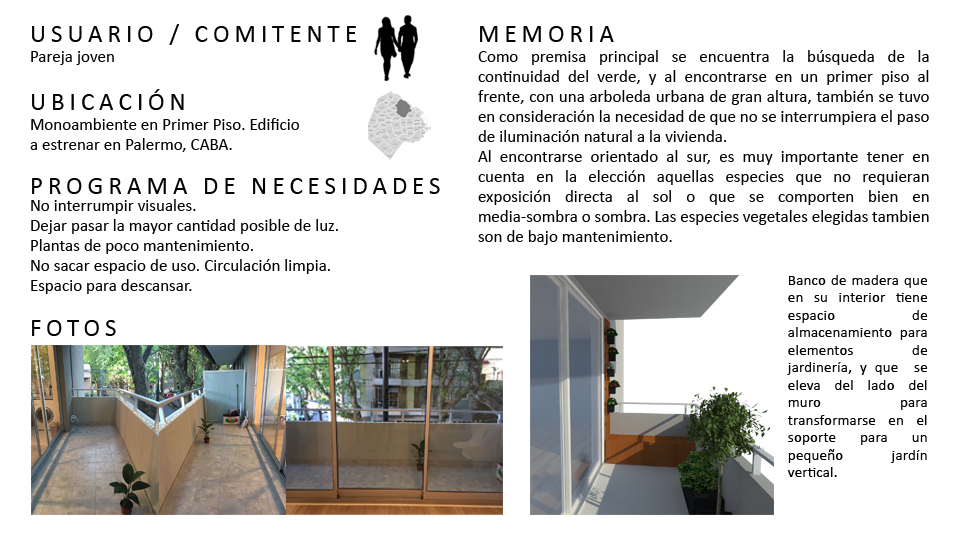 USUARIO / COMITENTE
Pareja joven
UBICACIÓN
Monoambiente en Primer Piso. Edificio
a estrenar en Palermo, CABA.
PROGRAMA DE NECESIDADES
No interrumpir visuales.
Dejar pasar la mayor cantidad posible de luz.
Plantas de poco mantenimiento.
No sacar espacio de uso. Circulación limpia.
Espacio para descansar.
FOTOS
MEMORIA
Como premisa principal se encuentra la búsqueda de la
continuidad del verde, y al encontrarse en un primer piso al
frente, con una arboleda urbana de gran altura, también se tuvo
en consideración la necesidad de que no se interrumpiera el paso
de iluminación natural a la vivienda.
Al encontrarse orientado al sur, es muy importante tener en
cuenta en la elección aquellas especies que no requieran
exposición directa al sol o que se comporten bien en
media-sombra o sombra. Las especies vegetales elegidas tambien
son de bajo mantenimiento.
Banco de madera que
en su interior tiene
espacio de
almacenamiento para
elementos de
jardinería, y que se
eleva del lado del
muro para
transformarse en el
soporte para un
pequeño jardín
vertical.